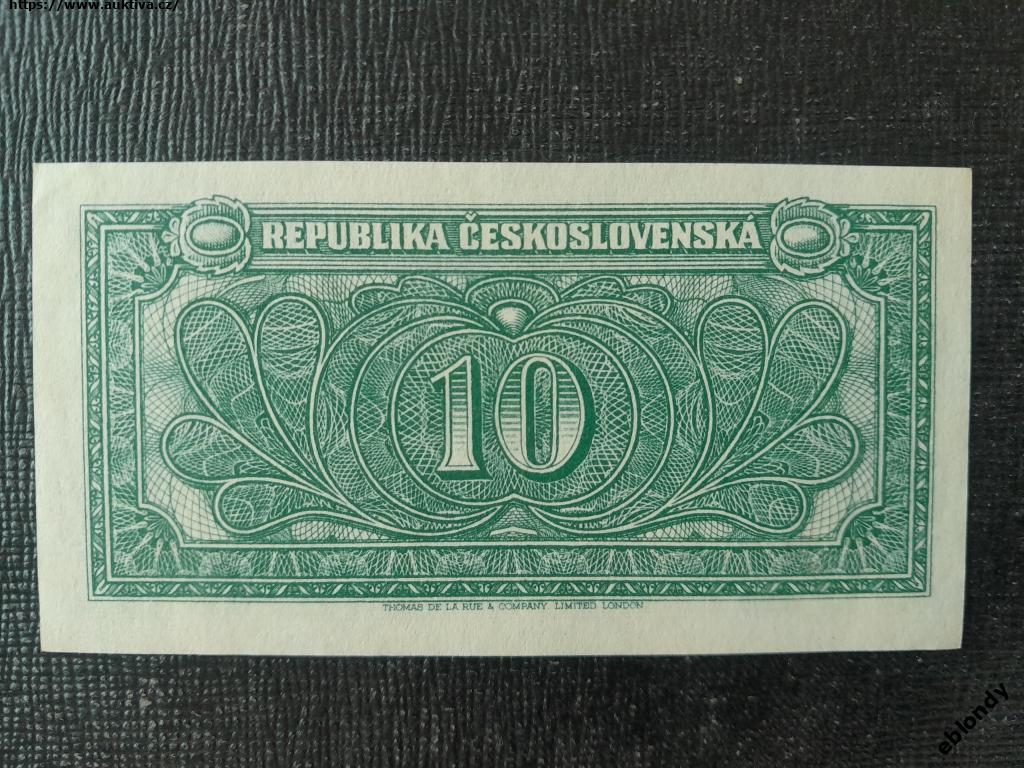 https://www.auktiva.cz/
REPUBLIKA ČESKOSLOVENSKÁ
10
THOMAS DE LA RUE & COMPANY. LIMITED. LONDON
eblondy